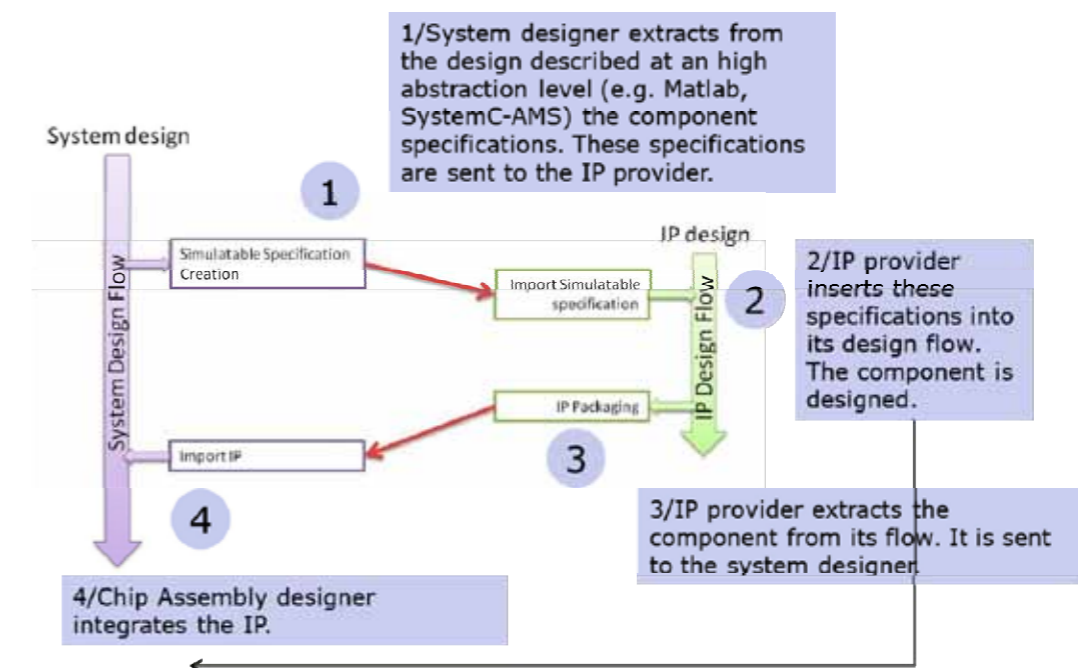 1/System designer extracts from
the design described at an high
abstraction level (e.g. Matlab,
SystemC-AMS) the component
specifications. These specifications
are sent to the IP provider.
System design
1
Simulatable Specification
Creation
System Design Flow
IP design
Import Simulatable
specification
IP Design Flow
2
2/IP provider
inserts these
specifications into
its design flow.
The component is
designed.
IP Packaging
3
Import IP
4
3/IP provider extracts the
component from its flow. It is sent
to the system designer.
4/Chip Assembly designer
integrates the IP.